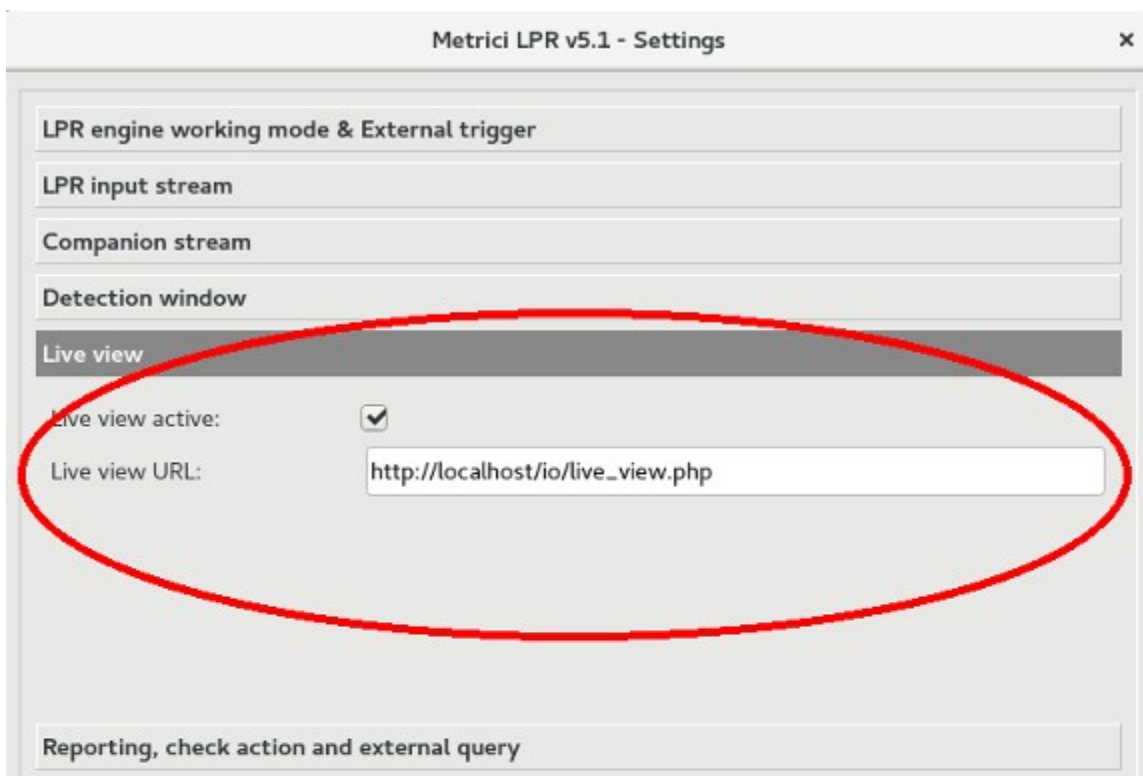 Metrici LPR v5.1 - Settings
LPR engine working mode & External trigger
LPR input stream
Companion stream
Detection window
Live view
Live view active:
Live view URL: http://localhost/io/live_view.php
Reporting, check action and external query